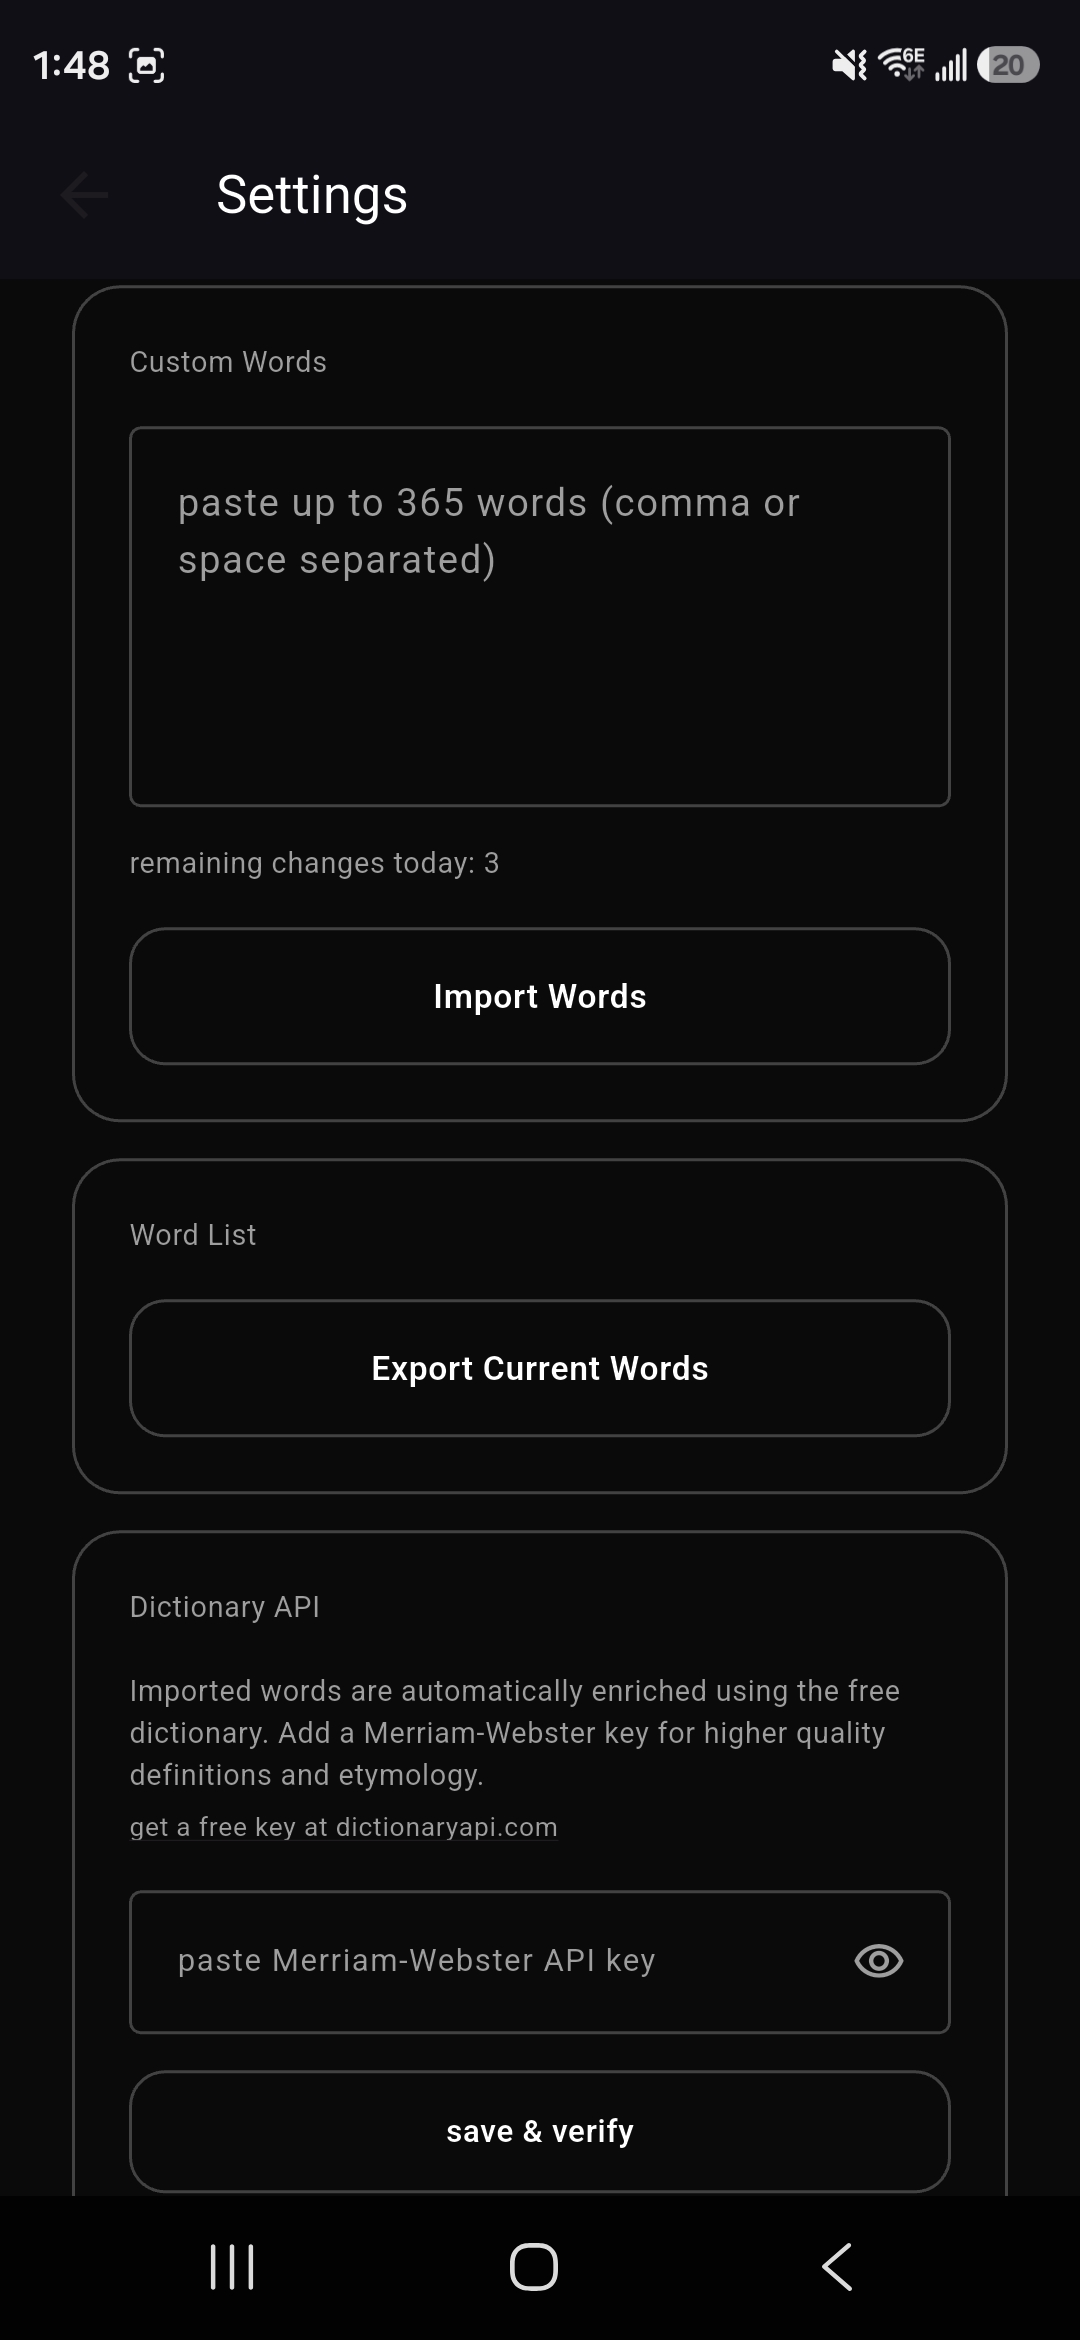 1:48
6E
20
Settings
Custom Words
paste up to 365 words (comma or
space separated)
remaining changes today: 3
Import Words
Word List
Export Current Words
Dictionary API
Imported words are automatically enriched using the free
dictionary. Add a Merriam-Webster key for higher quality
definitions and etymology.
get a free key at dictionaryapi.com
paste Merriam-Webster API key
save & verify